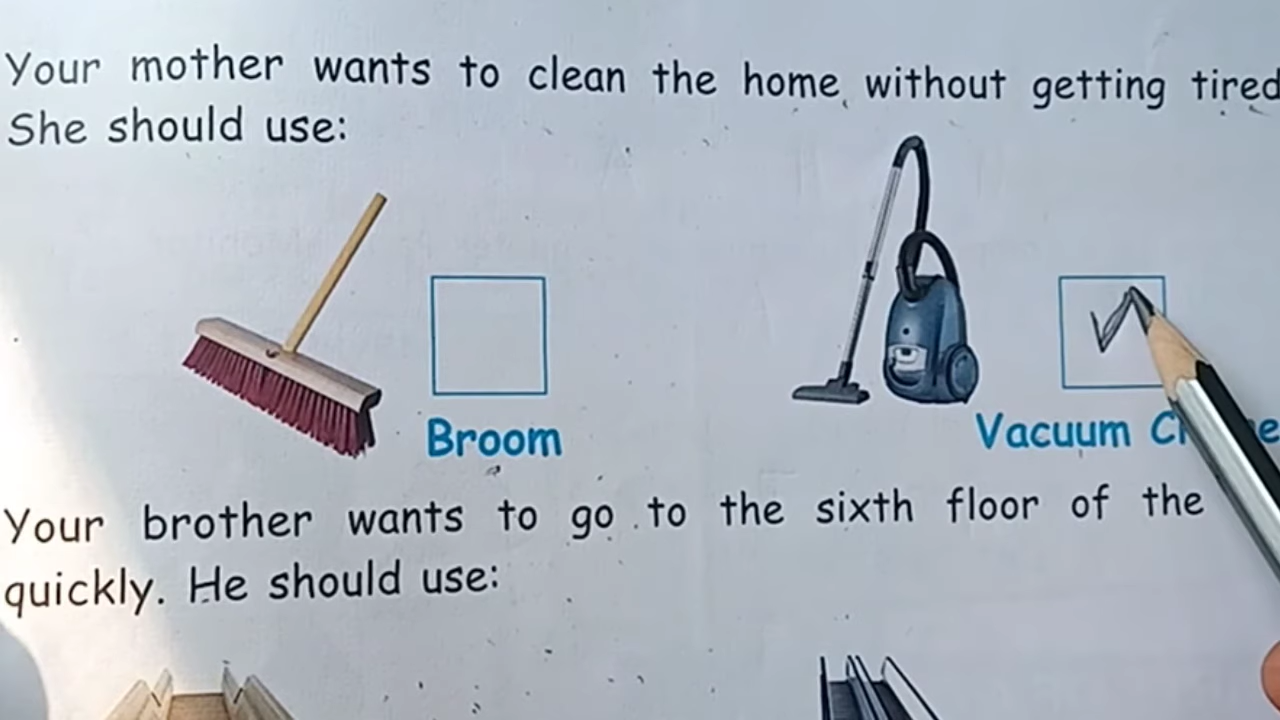 Your mother wants to clean the home without getting tired
She should use:
Broom
Vacuum
Your brother wants to go to the sixth floor of the
quickly. He should use: